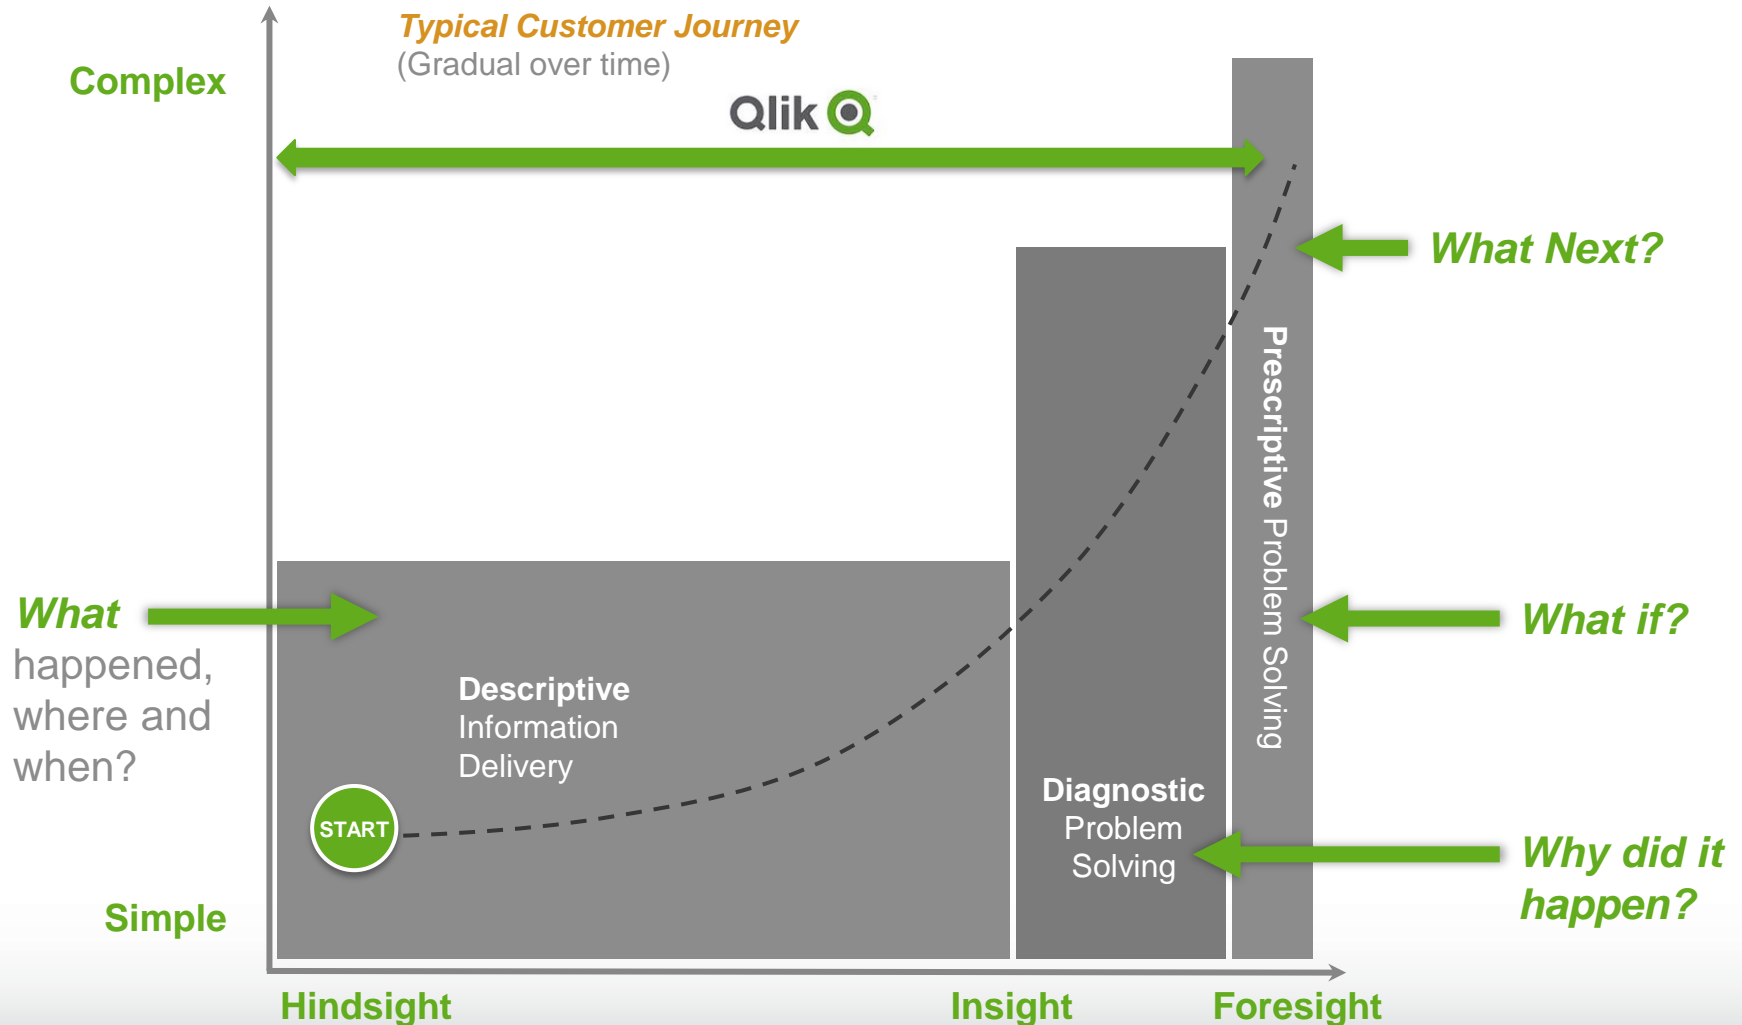 Typical Customer Journey
(Gradual over time)
Complex
Qlik
What Next?
Prescriptive Problem Solving
What
happened,
where and
when?
What if?
Descriptive
Information
Delivery
START
Diagnostic
Problem
Solving
Why did it
happen?
Simple
Hindsight
Insight
Foresight